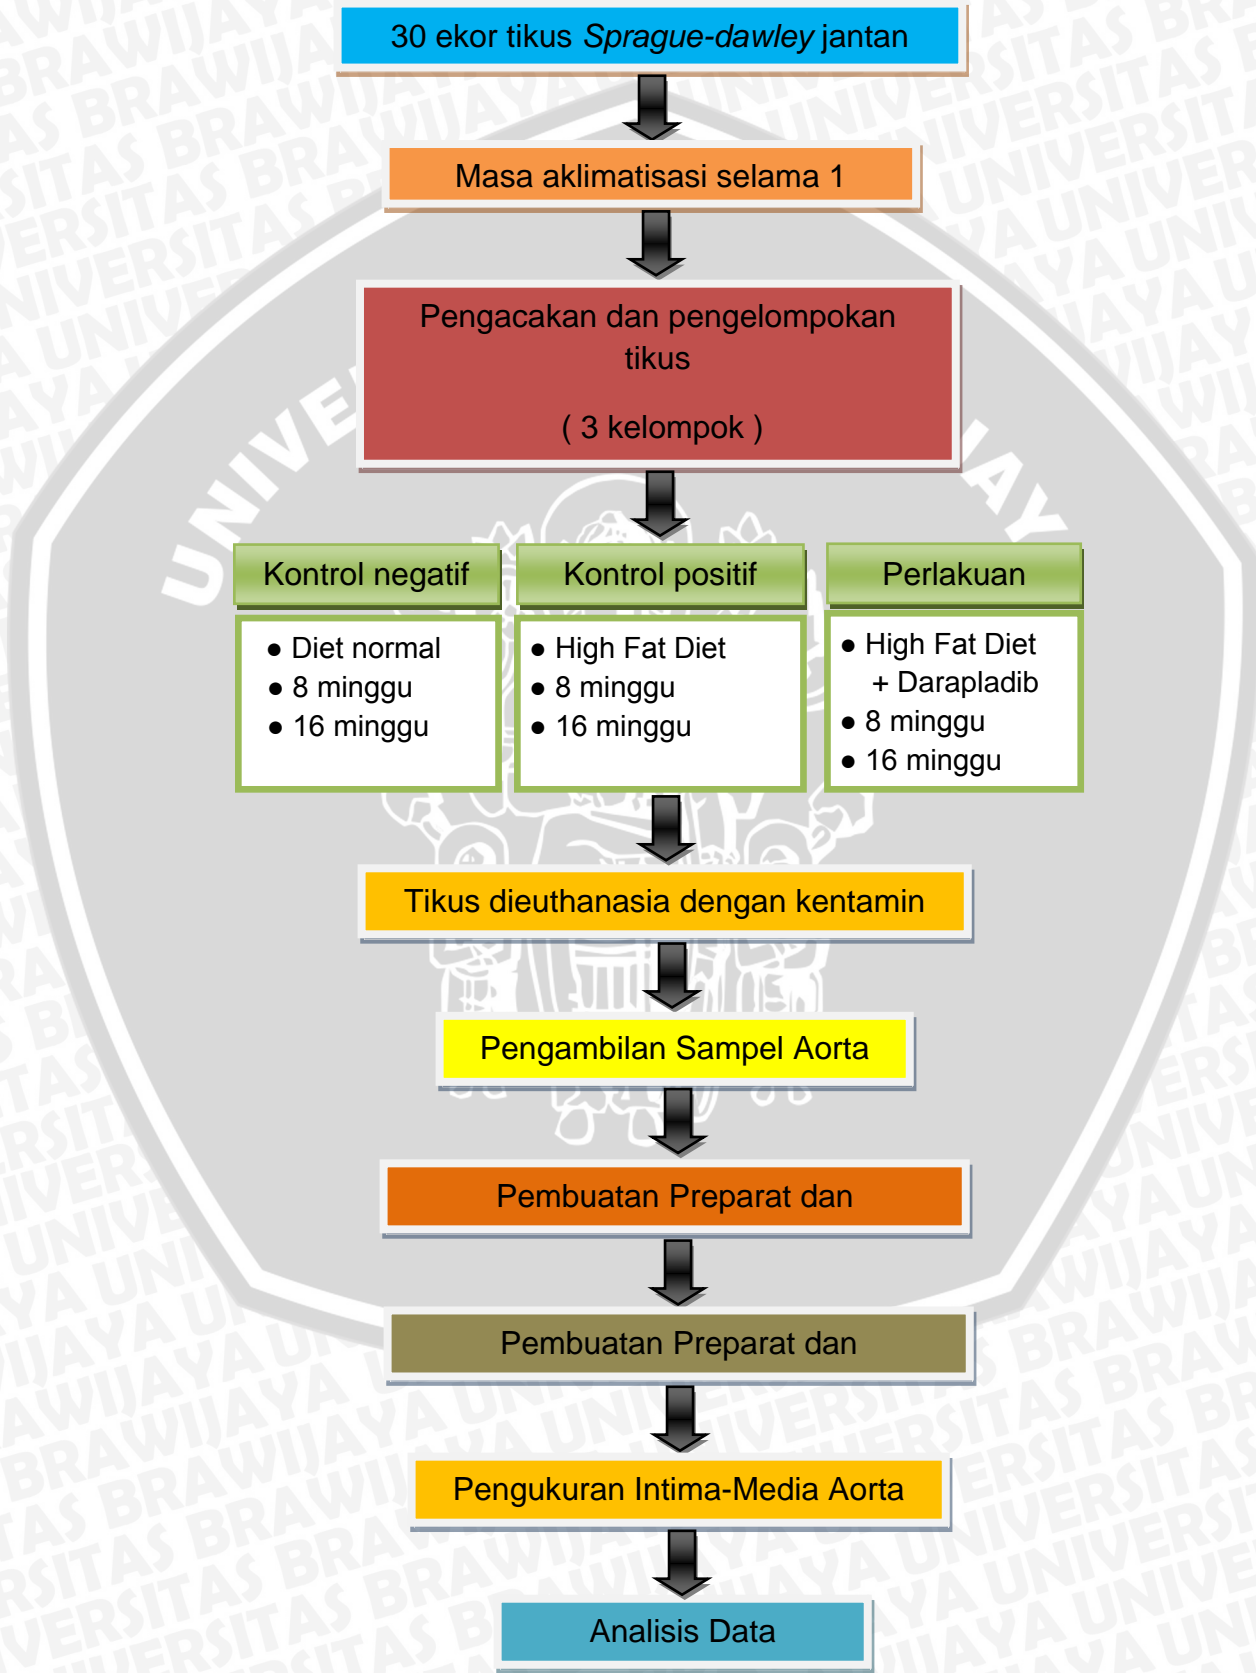 30 ekor tikus Sprague-dawley jantan
Masa aklimatisasi selama 1
Pengacakan dan pengelompokan
tikus
( 3 kelompok )
Kontrol negatif
● Diet normal
● 8 minggu
● 16 minggu
Kontrol positif
● High Fat Diet
● 8 minggu
● 16 minggu
Perlakuan
● High Fat Diet
+ Darapladib
● 8 minggu
● 16 minggu
Tikus dieuthanasia dengan kentamin
Pengambilan Sampel Aorta
Pembuatan Preparat dan
Pembuatan Preparat dan
Pengukuran Intima-Media Aorta
Analisis Data